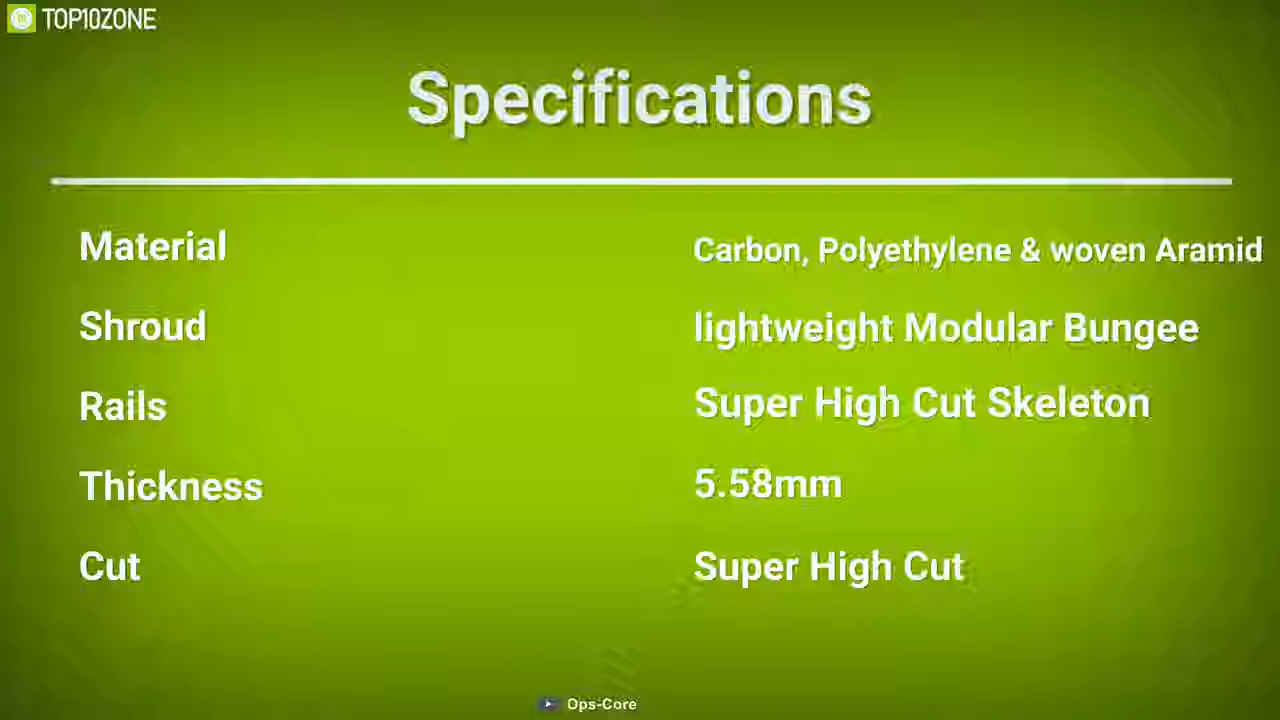 TOP10ZONE
Specifications
Material Carbon, Polyethylene & woven Aramid
Shroud lightweight Modular Bungee
Rails Super High Cut Skeleton
Thickness 5.58mm
Cut Super High Cut
Ops-Core